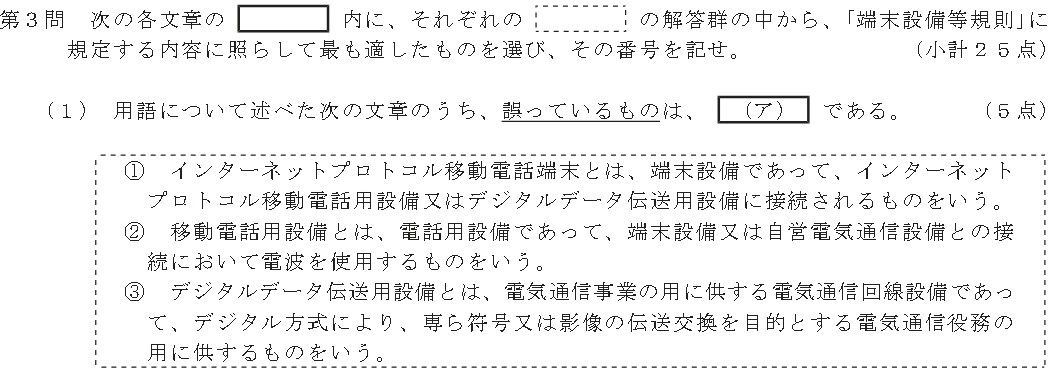 第３問　次の各文章の　　　　内に、それぞれの　　　　の解答群の中から、「端末設備等規則」に
規定する内容に照らして最も適したものを選び、その番号を記せ。　（小計２５点）
（１）　用語について述べた次の文章のうち、誤っているものは、（ア）である。　（５点）
①　インターネットプロトコル移動電話端末とは、端末設備であって、インターネット
プロトコル移動電話用設備又はデジタルデータ伝送用設備に接続されるものをいう。
②　移動電話用設備とは、電話用設備であって、端末設備又は自営電気通信設備との接
続において電波を使用するものをいう。
③　デジタルデータ伝送用設備とは、電気通信事業の用に供する電気通信回線設備であっ
て、デジタル方式により、専ら符号又は影像の伝送交換を目的とする電気通信役務の
用に供するものをいう。